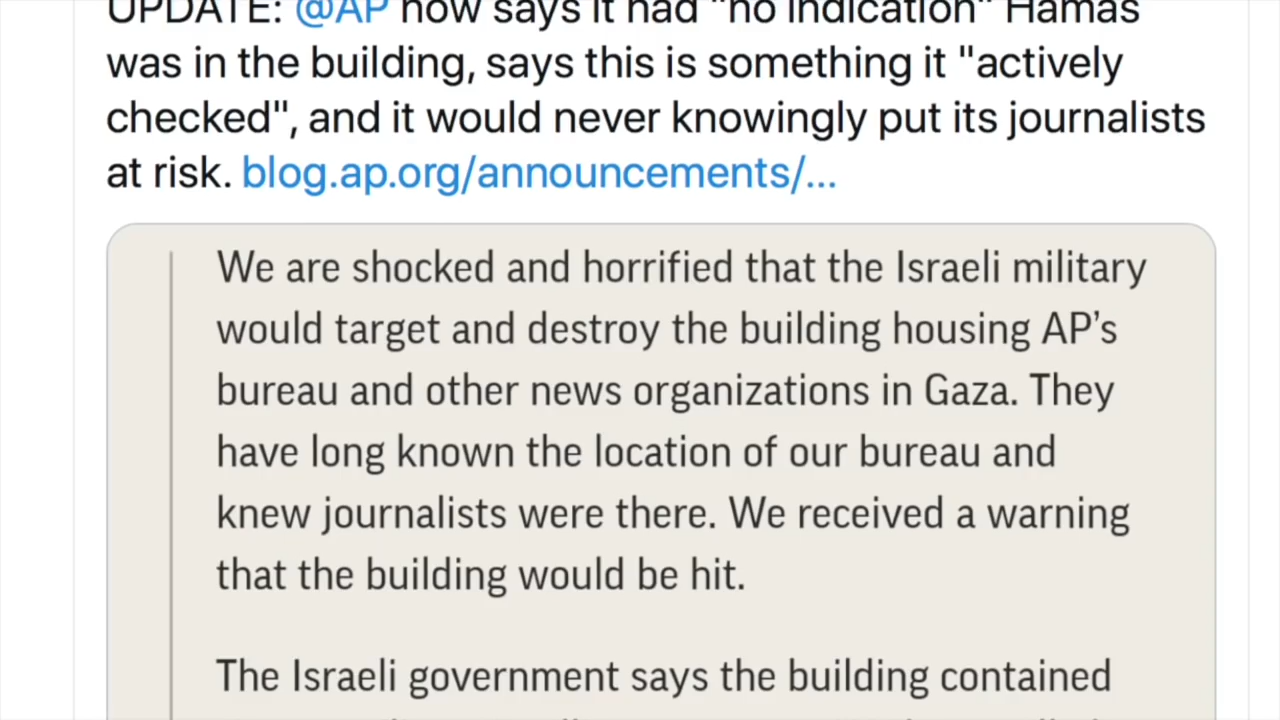 UPDATE: @AP now says it had "no indication" Hamas
was in the building, says this is something it "actively
checked", and it would never knowingly put its journalists
at risk. blog.ap.org/announcements/...
We are shocked and horrified that the Israeli military
would target and destroy the building housing AP’s
bureau and other news organizations in Gaza. They
have long known the location of our bureau and
knew journalists were there. We received a warning
that the building would be hit.
The Israeli government says the building contained